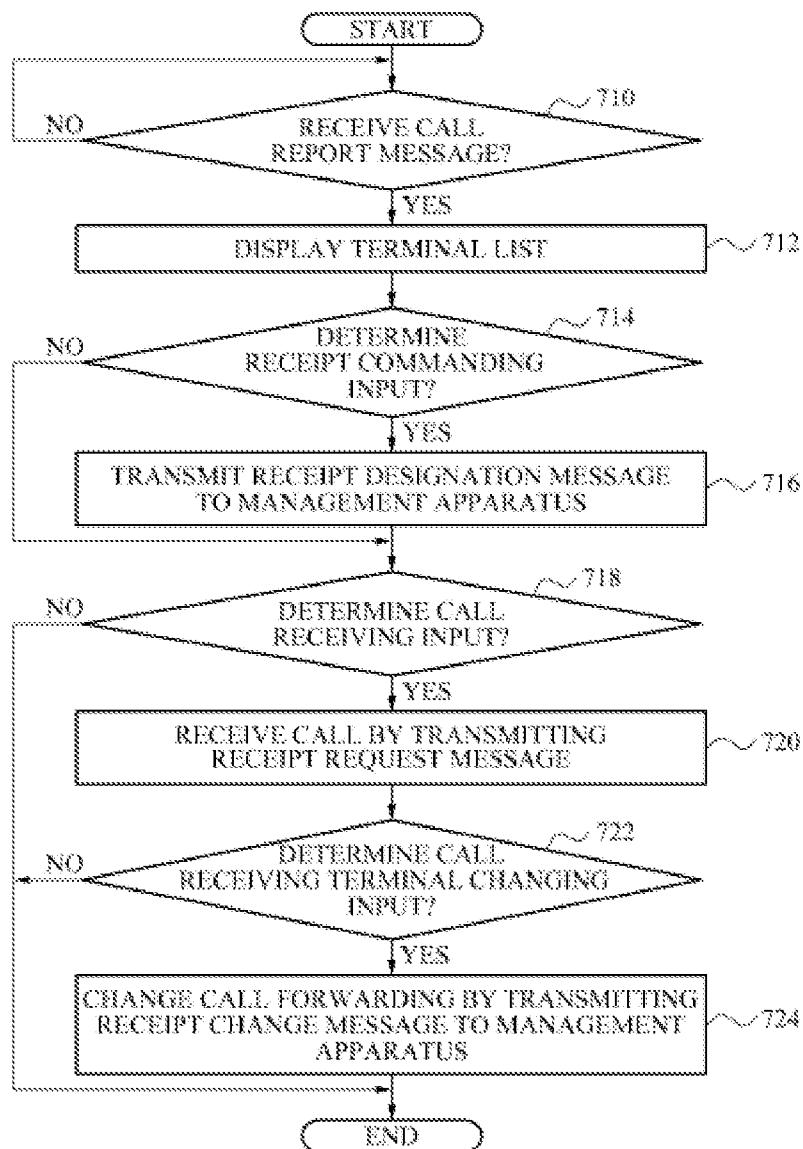 START
710
NO
RECEIVE CALL
REPORT MESSAGE?
YES
DISPLAY TERMINAL LIST
712
714
NO
DETERMINE
RECEIPT COMMANDING
INPUT?
YES
TRANSMIT RECEIPT DESIGNATION MESSAGE
TO MANAGEMENT APPARATUS
716
718
NO
DETERMINE CALL
RECEIVING INPUT?
YES
RECEIVE CALL BY TRANSMITTING
RECEIPT REQUEST MESSAGE
720
722
NO
DETERMINE CALL
RECEIVING TERMINAL CHANGING
INPUT?
YES
CHANGE CALL FORWARDING BY TRANSMITTING
RECEIPT CHANGE MESSAGE TO MANAGEMENT
APPARATUS
724
END